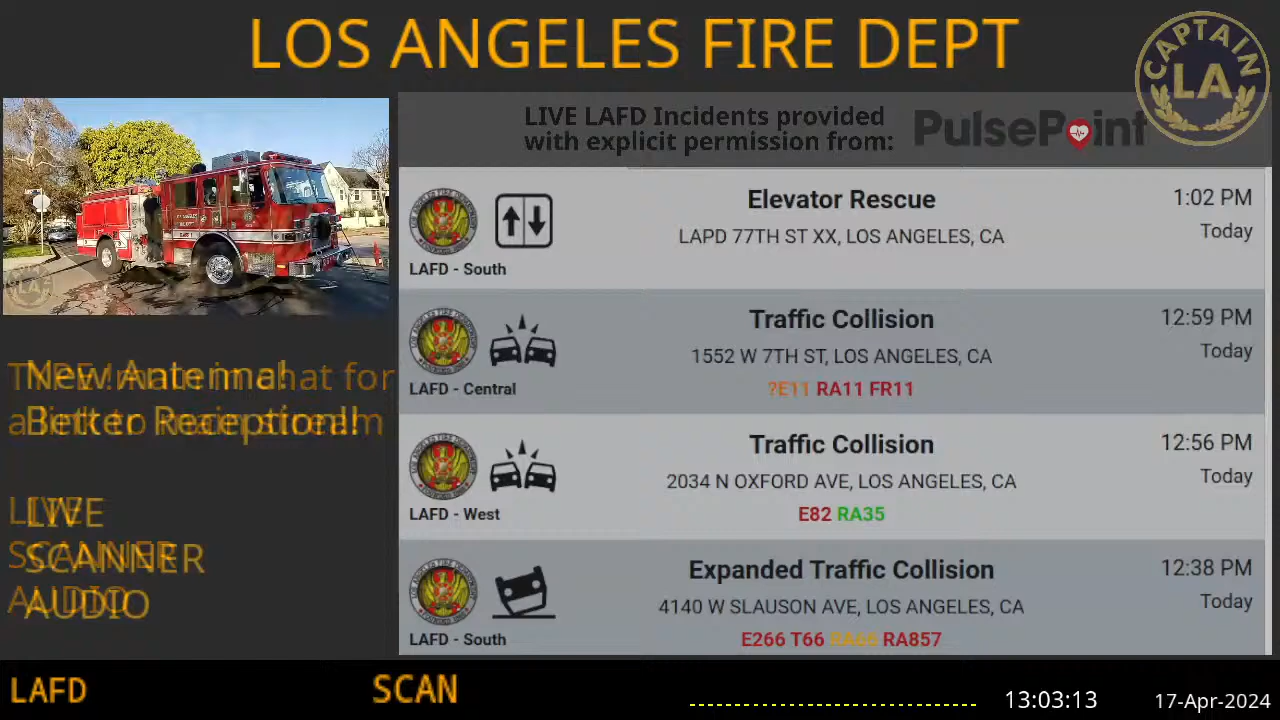 LOS ANGELES FIRE DEPT
CAPTAIN
LA
LIVE LAFD Incidents provided
with explicit permission from:
PulsePoint
Elevator Rescue
1:02 PM
LAPD 77TH ST XX, LOS ANGELES, CA
Today
LAFD - South
Traffic Collision
12:59 PM
1552 W 7TH ST, LOS ANGELES, CA
Today
LAFD - Central
?E11 RA11 FR11
Traffic Collision
12:56 PM
2034 N OXFORD AVE, LOS ANGELES, CA
Today
LAFD - West
E82 RA35
Expanded Traffic Collision
12:38 PM
4140 W SLAUSON AVE, LOS ANGELES, CA
Today
LAFD - South
E266 T66 RA66 RA857
New Antenna!
Better Reception!!
LIVE
SCANNER
AUDIO
LAFD
SCAN
13:03:13
17-Apr-2024